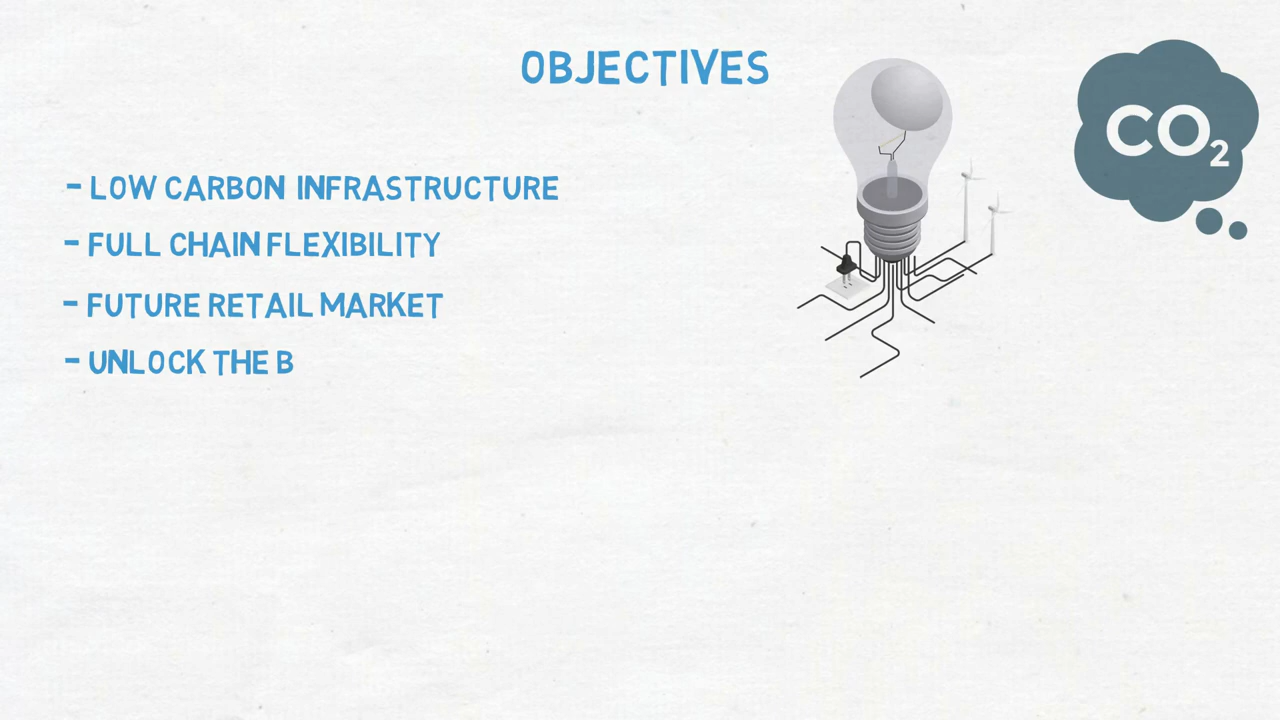 OBJECTIVES
CO₂
- LOW CARBON INFRASTRUCTURE
- FULL CHAIN FLEXIBILITY
- FUTURE RETAIL MARKET
- UNLOCK THE B